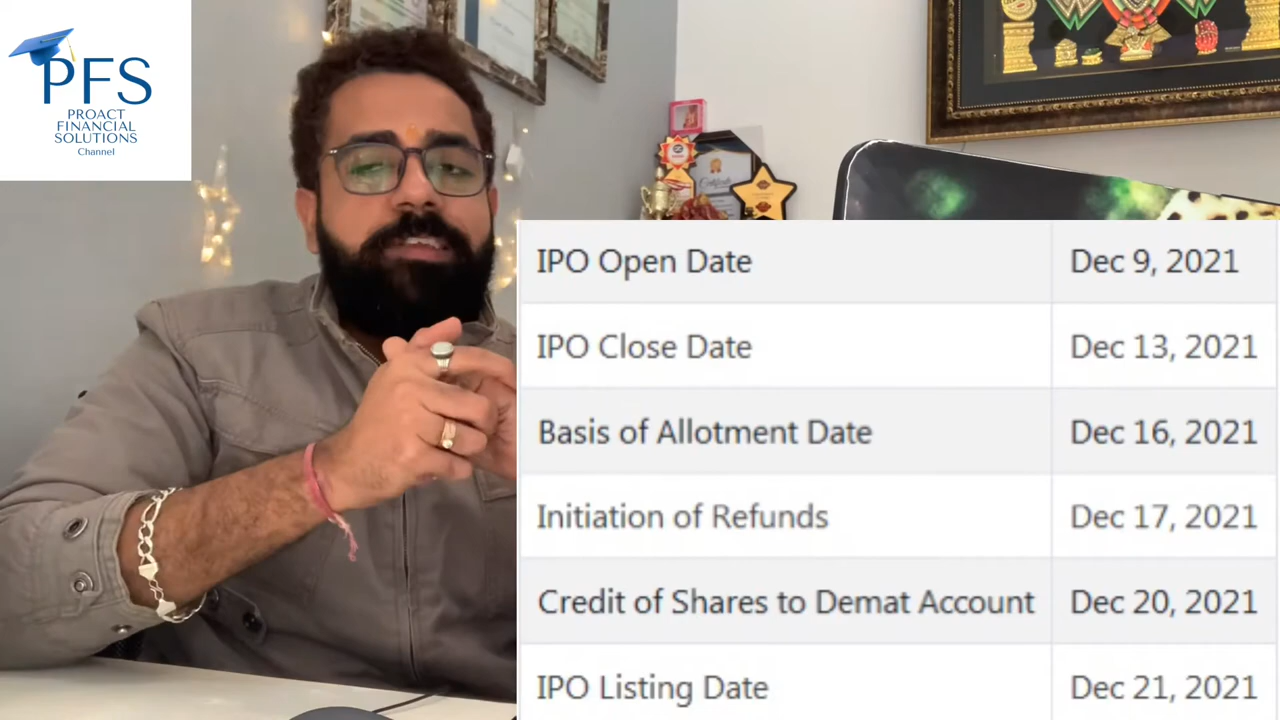 PFS
PROACT
FINANCIAL
SOLUTIONS
Channel
Certificate
IPO Open Date Dec 9, 2021
IPO Close Date Dec 13, 2021
Basis of Allotment Date Dec 16, 2021
Initiation of Refunds Dec 17, 2021
Credit of Shares to Demat Account Dec 20, 2021
IPO Listing Date Dec 21, 2021